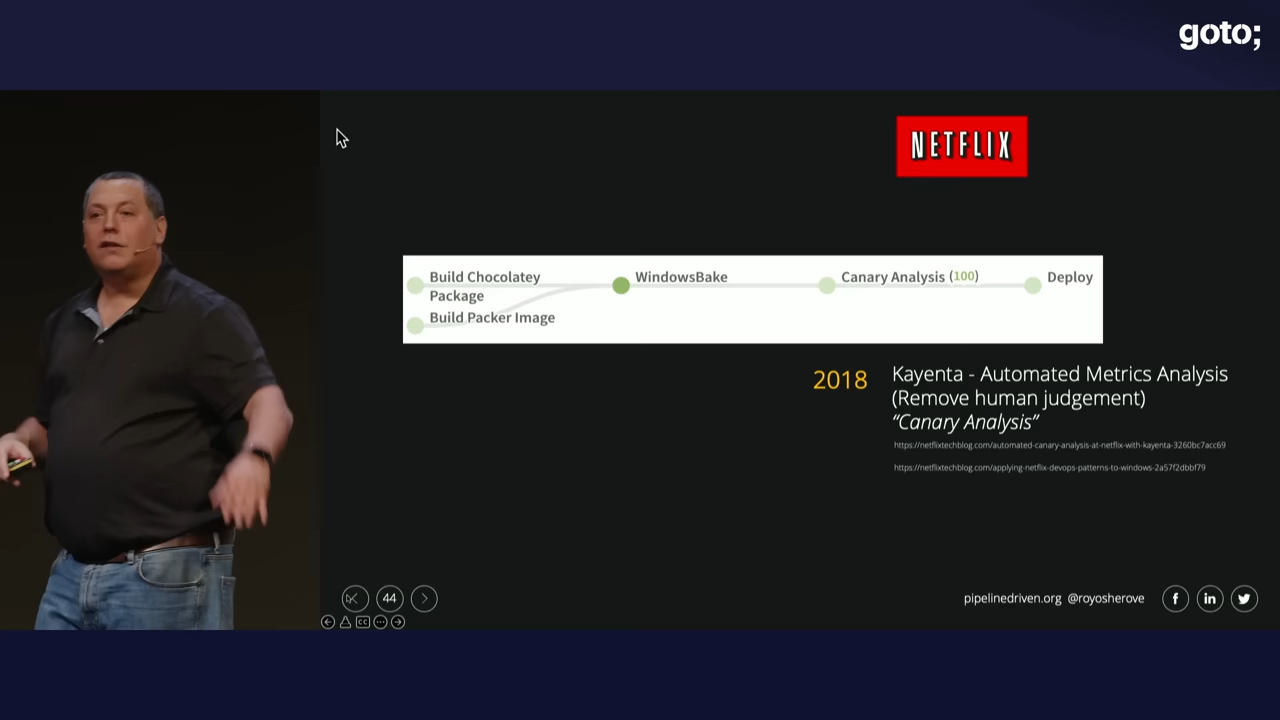 goto;
NETFLIX
Build Chocolatey
Package
Build Packer Image
WindowsBake
Canary Analysis (100)
Deploy
2018
Kayenta - Automated Metrics Analysis
(Remove human judgement)
“Canary Analysis”
https://netflixtechblog.com/automated-canary-analysis-at-netflix-with-kayenta-3260bc7acc69
https://netflixtechblog.com/applying-netflix-devops-patterns-to-windows-2a57f2dbbf79
44
pipelinedriven.org @royosherove
f
in
CC